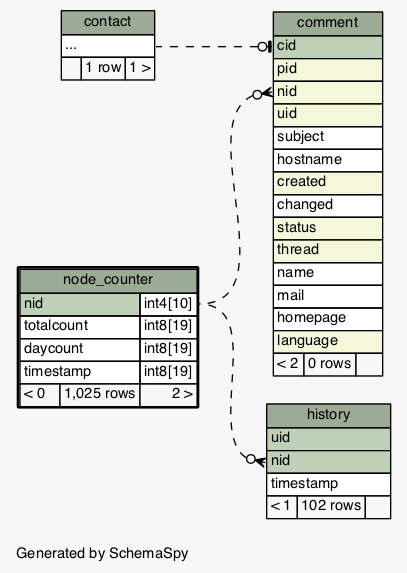 contact
...
1 row 1 >
comment
cid
pid
nid
uid
subject
hostname
created
changed
status
thread
name
mail
homepage
language
< 2 0 rows
node_counter
nid int4[10]
totalcount int8[19]
daycount int8[19]
timestamp int8[19]
< 0 1,025 rows 2 >
history
uid
nid
timestamp
< 1 102 rows
Generated by SchemaSpy